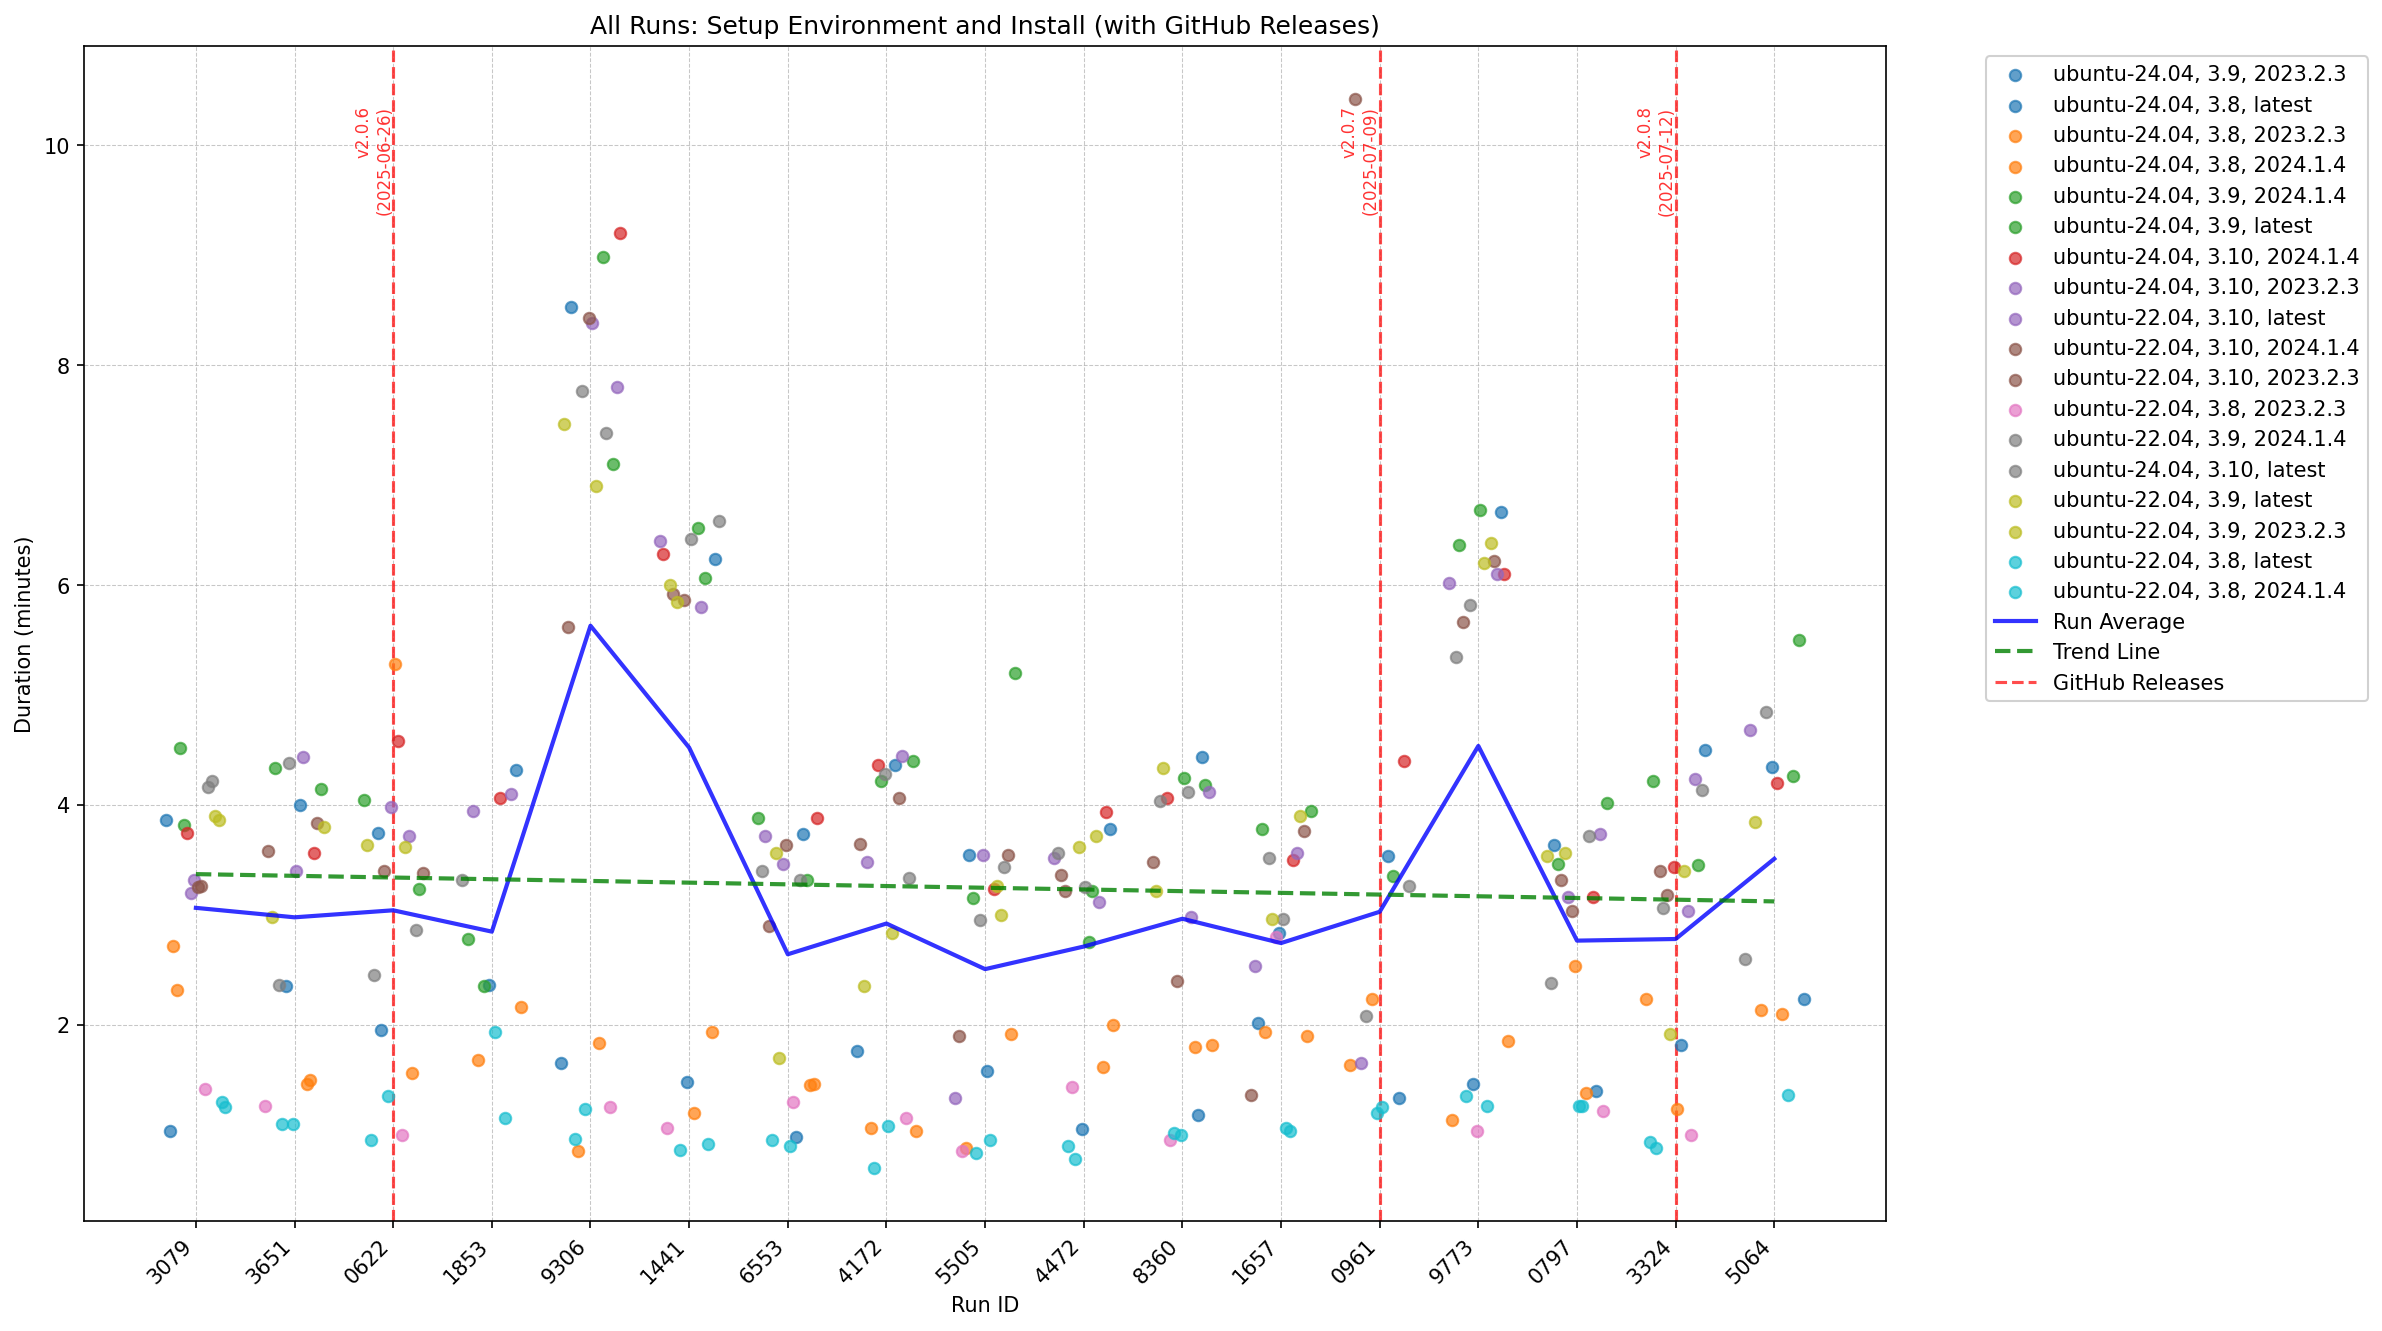 All Runs: Setup Environment and Install (with GitHub Releases)
Duration (minutes)
10
8
6
4
2
v2.0.6
(2025-06-26)
v2.0.7
(2025-07-09)
v2.0.8
(2025-07-12)
3079
3651
0622
1853
9306
1441
6553
4172
5505
4472
8360
1657
0961
9773
0797
3324
5064
Run ID
ubuntu-24.04, 3.9, 2023.2.3
ubuntu-24.04, 3.8, latest
ubuntu-24.04, 3.8, 2023.2.3
ubuntu-24.04, 3.8, 2024.1.4
ubuntu-24.04, 3.9, 2024.1.4
ubuntu-24.04, 3.9, latest
ubuntu-24.04, 3.10, 2024.1.4
ubuntu-24.04, 3.10, 2023.2.3
ubuntu-22.04, 3.10, latest
ubuntu-22.04, 3.10, 2024.1.4
ubuntu-22.04, 3.10, 2023.2.3
ubuntu-22.04, 3.8, 2023.2.3
ubuntu-22.04, 3.9, 2024.1.4
ubuntu-24.04, 3.10, latest
ubuntu-22.04, 3.9, latest
ubuntu-22.04, 3.9, 2023.2.3
ubuntu-22.04, 3.8, latest
ubuntu-22.04, 3.8, 2024.1.4
Run Average
Trend Line
GitHub Releases